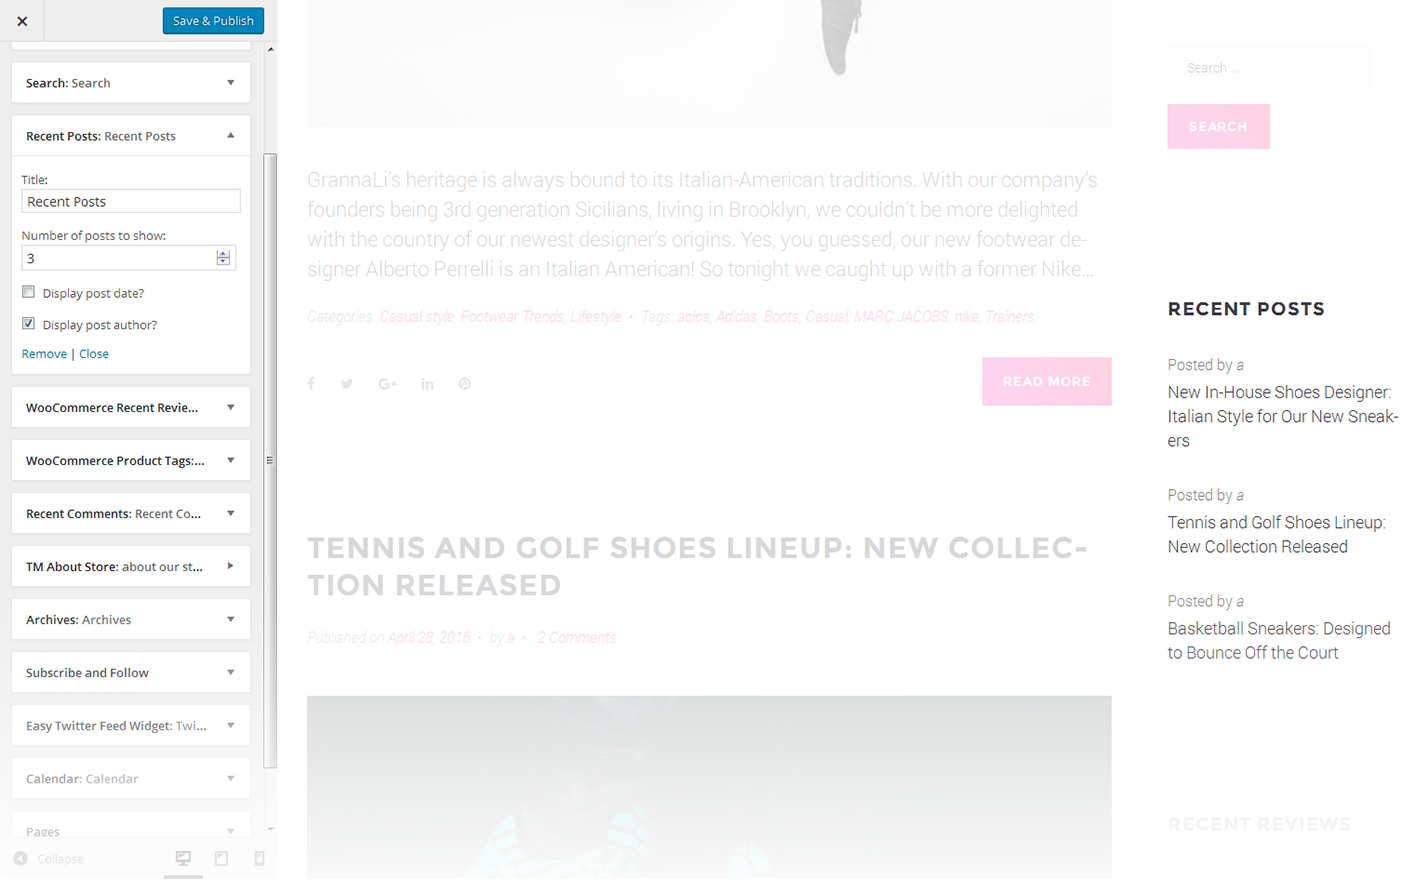 Save & Publish
Search: Search
Recent Posts: Recent Posts
Title:
Recent Posts
Number of posts to show:
3
Display post date?
Display post author?
Remove | Close
WooCommerce Recent Revie...
WooCommerce Product Tags:...
Recent Comments: Recent Co...
TM About Store: about our st...
Archives: Archives
Subscribe and Follow
Easy Twitter Feed Widget: Twi...
Calendar: Calendar
Pages
Collapse
GrannaLi’s heritage is always bound to its Italian-American traditions. With our company’s
founders being 3rd generation Sicilians, living in Brooklyn, we couldn’t be more delighted
with the country of our newest designer’s origins. Yes, you guessed, our new footwear de-
signer Alberto Perrelli is an Italian American! So tonight we caught up with a former Nike...
Categories: Casual style, Footwear Trends, Lifestyle • Tags: acics, Adidas, Boots, Casual, MARC JACOBS, nike, Trainers
READ MORE
TENNIS AND GOLF SHOES LINEUP: NEW COLLEC-
TION RELEASED
Published on April 28, 2016 • by a • 2 Comments
Search ...
SEARCH
RECENT POSTS
Posted by a
New In-House Shoes Designer:
Italian Style for Our New Sneak-
ers
Posted by a
Tennis and Golf Shoes Lineup:
New Collection Released
Posted by a
Basketball Sneakers: Designed
to Bounce Off the Court
RECENT REVIEWS